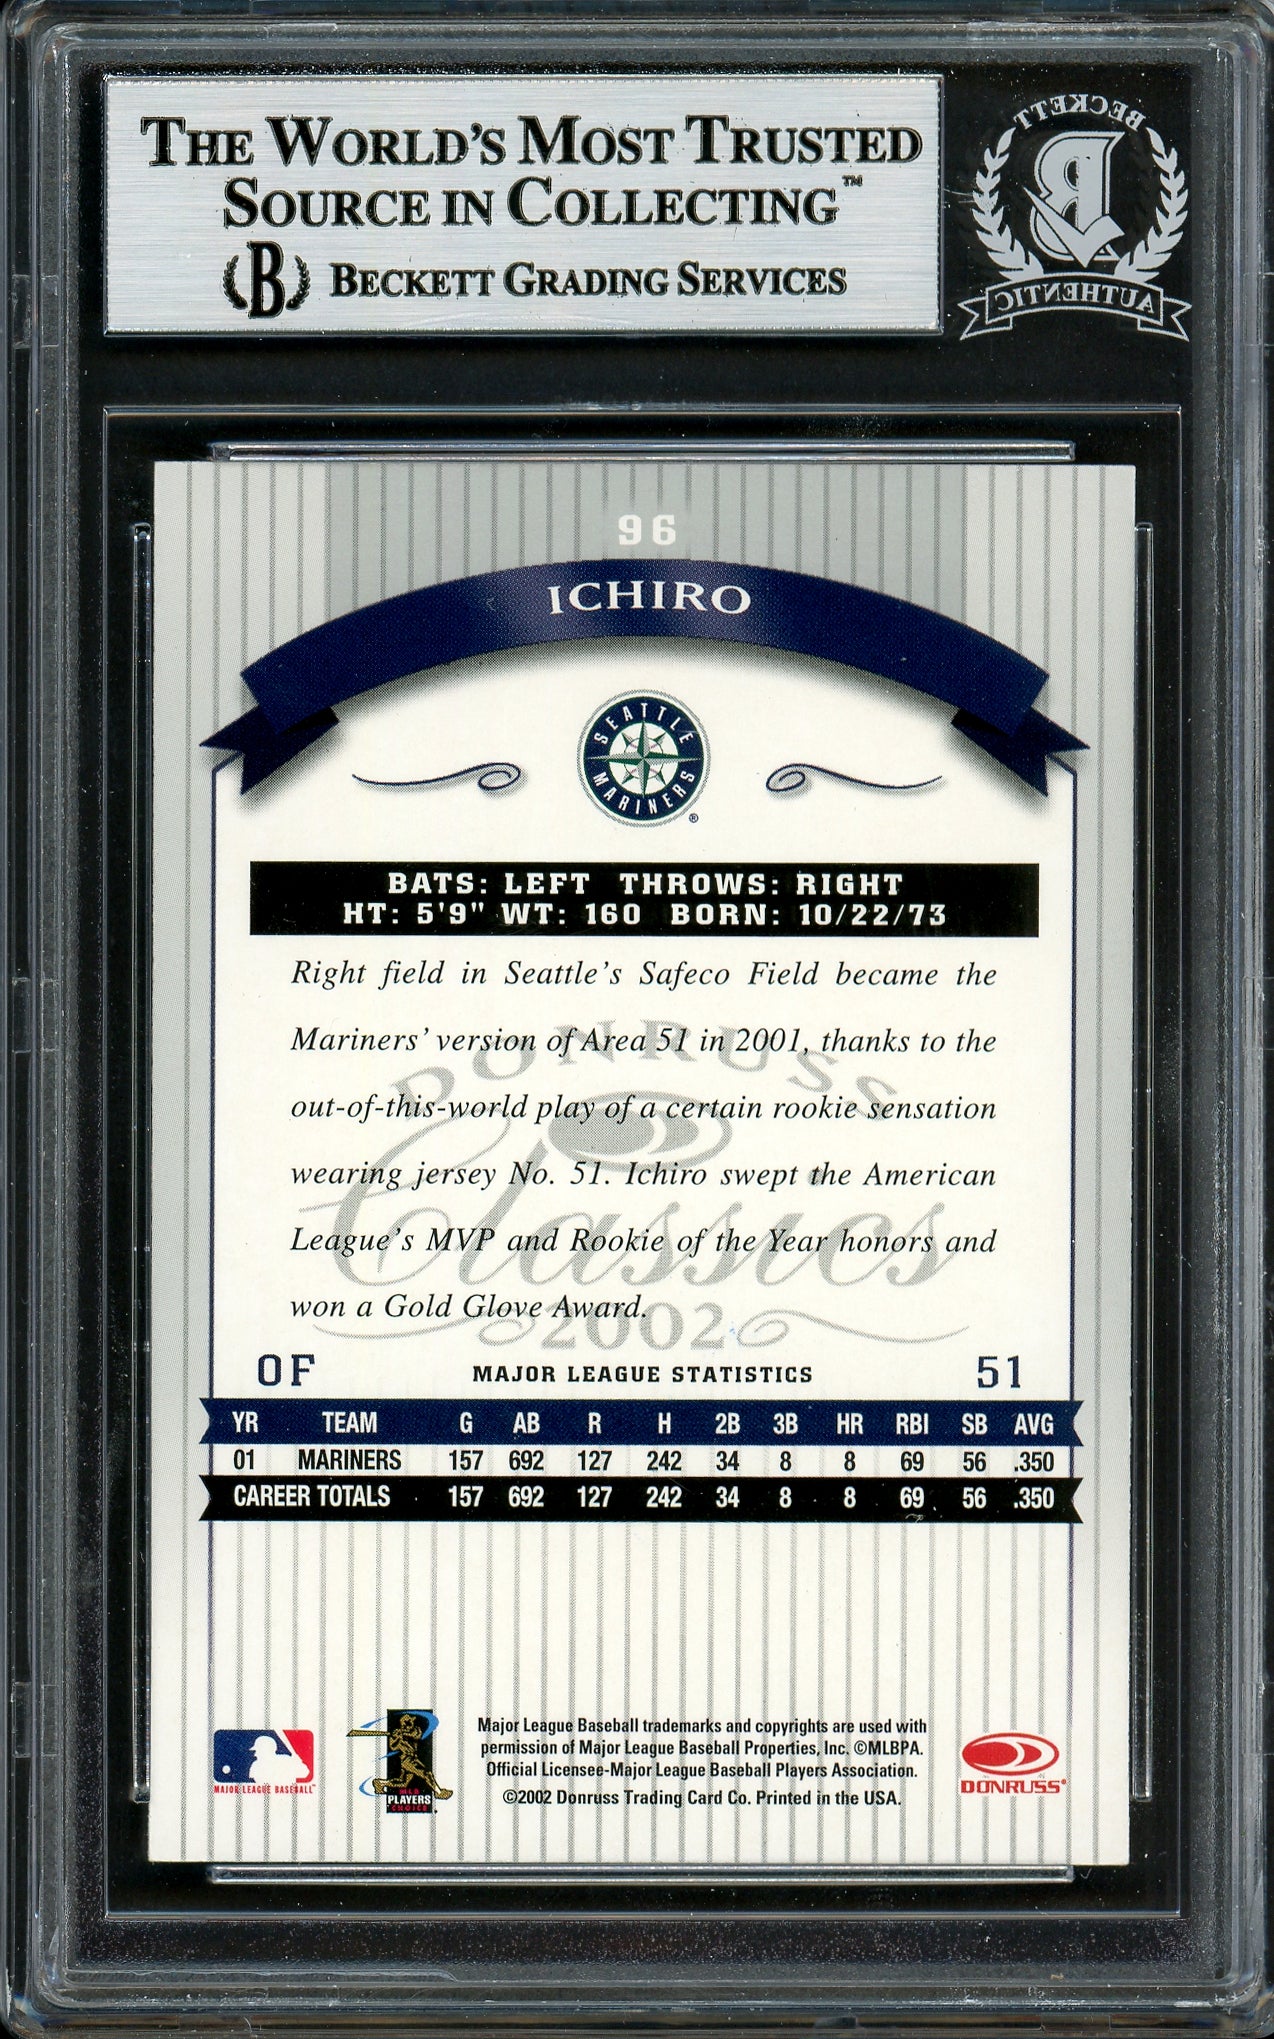 THE WORLD'S MOST TRUSTED
SOURCE IN COLLECTING™
B BECKETT GRADING SERVICES
BECKETT
B
AUTHENTIC
96
ICHIRO
SEATTLE
MARINERS
®
BATS: LEFT THROWS: RIGHT
HT: 5'9" WT: 160 BORN: 10/22/73
Right field in Seattle's Safeco Field became the
Mariners' version of Area 51 in 2001, thanks to the
out-of-this-world play of a certain rookie sensation
wearing jersey No. 51. Ichiro swept the American
League's MVP and Rookie of the Year honors and
won a Gold Glove Award.
DONRUSS
Classics
2002
OF MAJOR LEAGUE STATISTICS 51
YR TEAM G AB R H 2B 3B HR RBI SB AVG
01 MARINERS 157 692 127 242 34 8 8 69 56 .350
CAREER TOTALS 157 692 127 242 34 8 8 69 56 .350
MAJOR LEAGUE BASEBALL™
MLB
PLAYERS
CHOICE
Major League Baseball trademarks and copyrights are used with
permission of Major League Baseball Properties, Inc. ©MLBPA.
Official Licensee-Major League Baseball Players Association.
©2002 Donruss Trading Card Co. Printed in the USA.
DONRUSS®